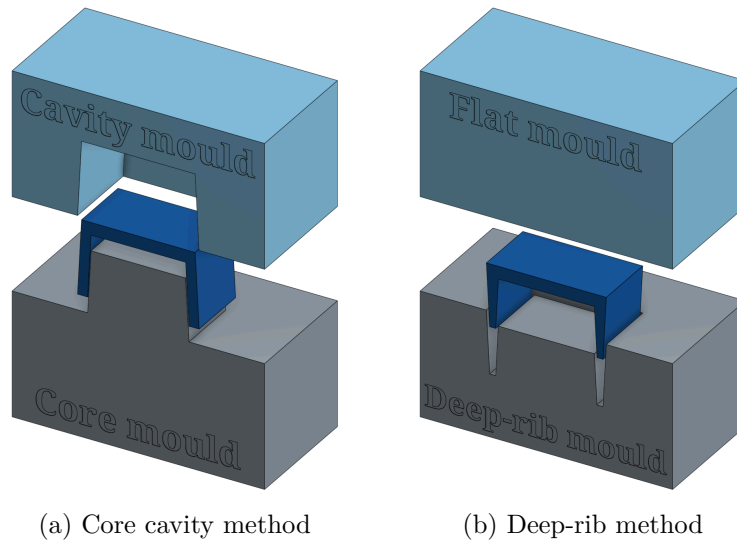 Cavity mould
Flat mould
Core mould
Deep-rib mould
(a) Core cavity method
(b) Deep-rib method